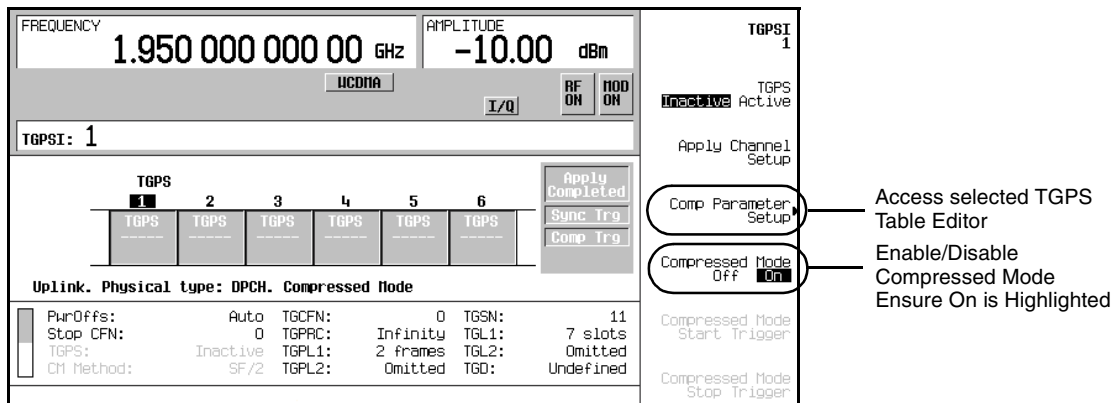 FREQUENCY
1.950 000 000 00 GHz
AMPLITUDE
-10.00 dBm
WCDMA
I/Q
RF ON
MOD ON
TGPSI: 1
TGPS
1 2 3 4 5 6
TGPS TGPS TGPS TGPS TGPS TGPS
----- ----- ----- ----- ----- -----
Apply Completed
Sync Trg
Comp Trg
Uplink. Physical type: DPCH. Compressed Mode
PwrOffs: Auto TGCFN: 0 TGSN: 11
Stop CFN: 0 TGPRC: Infinity TGL1: 7 slots
TGPS: Inactive TGPL1: 2 frames TGL2: Omitted
CM Method: SF/2 TGPL2: Omitted TGD: Undefined
TGPSI
1
TGPS
Inactive Active
Apply Channel
Setup
Comp Parameter
Setup
Compressed Mode
Off On
Compressed Mode
Start Trigger
Compressed Mode
Stop Trigger
Access selected TGPS
Table Editor
Enable/Disable
Compressed Mode
Ensure On is Highlighted